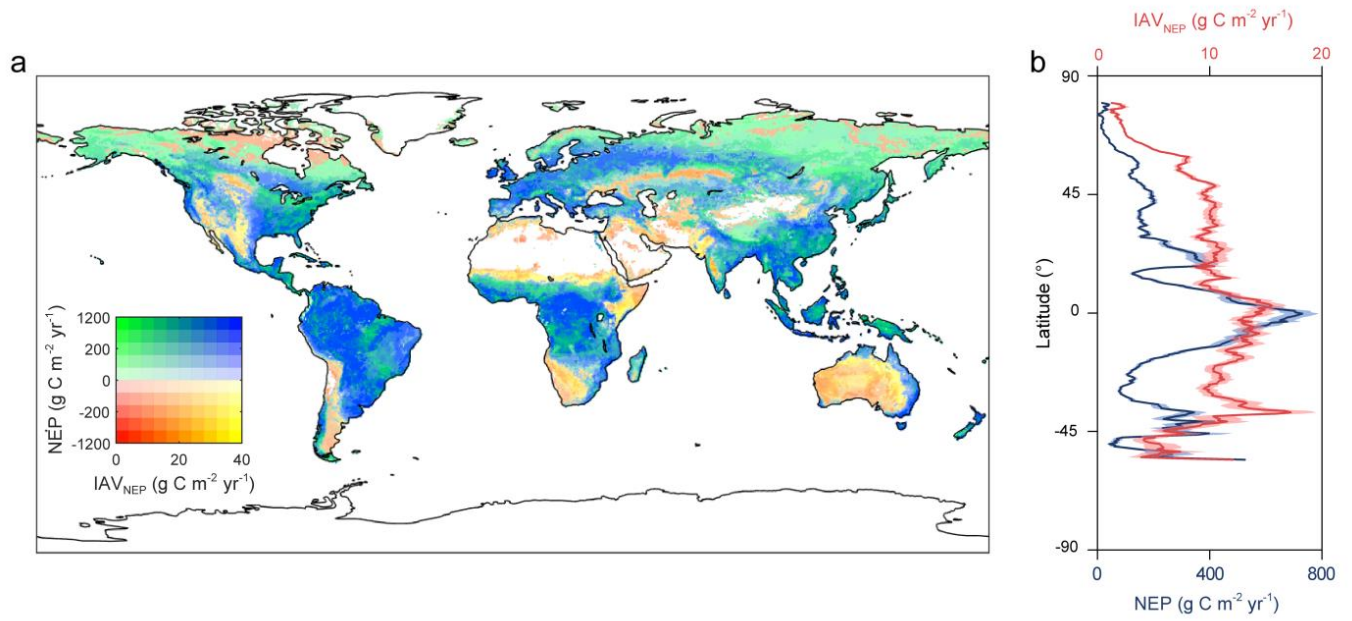 a
1200
200
0
-200
-1200
NEP (g C m⁻² yr⁻¹)
0 20 40
IAV_NEP (g C m⁻² yr⁻¹)
b
IAV_NEP (g C m⁻² yr⁻¹)
0 10 20
90
45
0
-45
-90
Latitude (°)
0 400 800
NEP (g C m⁻² yr⁻¹)